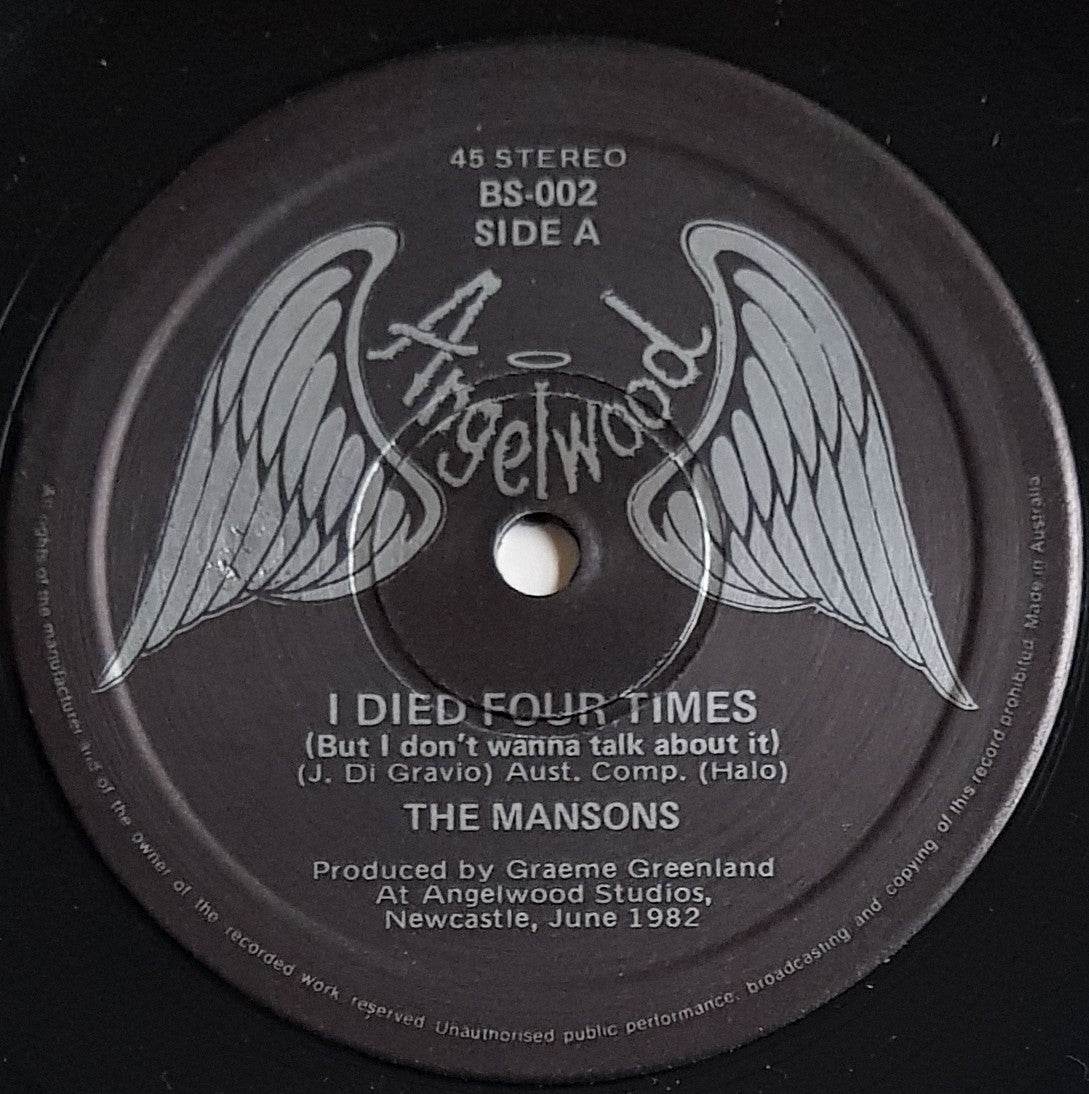 45 STEREO
BS-002
SIDE A
Angelwood
I DIED FOUR TIMES
(But I don't wanna talk about it)
(J. Di Gravio) Aust. Comp. (Halo)
THE MANSONS
Produced by Graeme Greenland
At Angelwood Studios,
Newcastle, June 1982
All rights of the manufacturer and of the owner of the recorded work reserved. Unauthorised public performance, broadcasting and copying of this record prohibited. Made in Australia